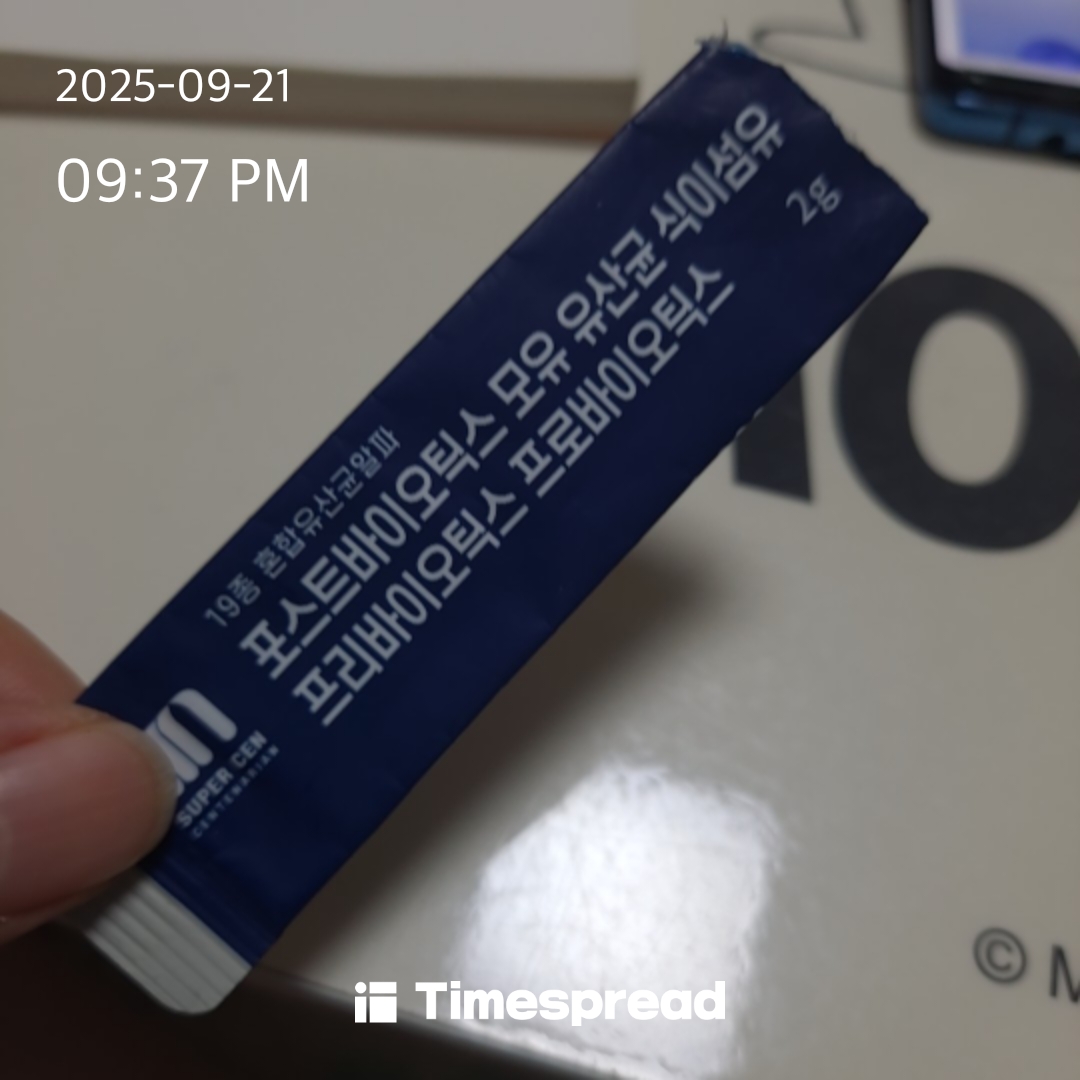 2025-09-21
09:37 PM
19종 혼합유산균알파
포스트바이오틱스 모유 유산균 식이섬유
프리바이오틱스 프로바이오틱스
2g
SUPER CEN
CENTENARIAN
© M
Timespread